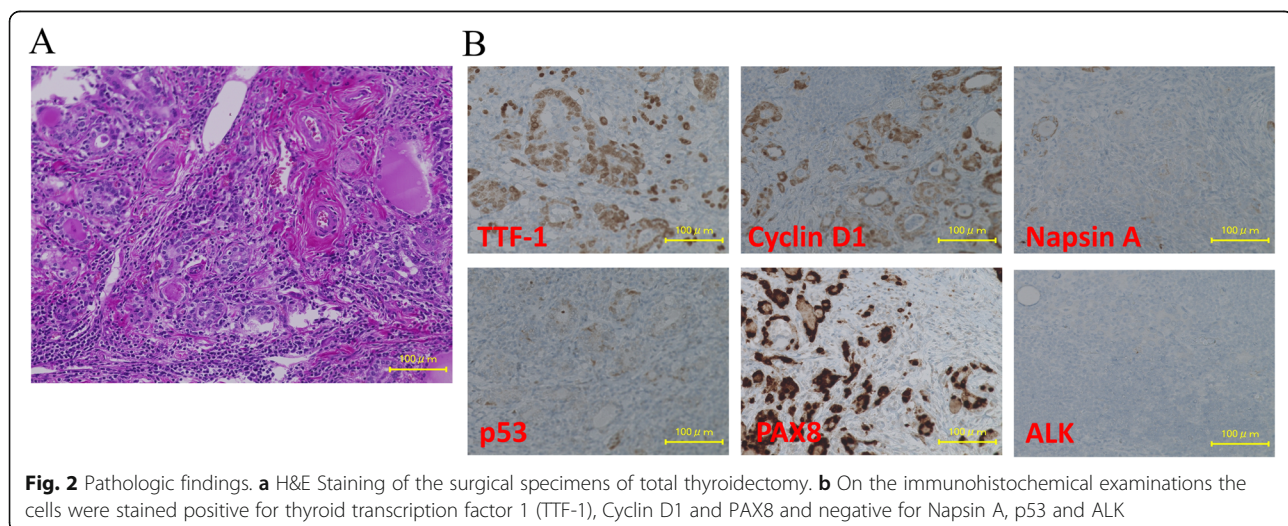 A
B
100 μm
TTF-1
100 μm
Cyclin D1
100 μm
Napsin A
100 μm
p53
100 μm
PAX8
100 μm
ALK
100 μm
Fig. 2 Pathologic findings. a H&E Staining of the surgical specimens of total thyroidectomy. b On the immunohistochemical examinations the
cells were stained positive for thyroid transcription factor 1 (TTF-1), Cyclin D1 and PAX8 and negative for Napsin A, p53 and ALK